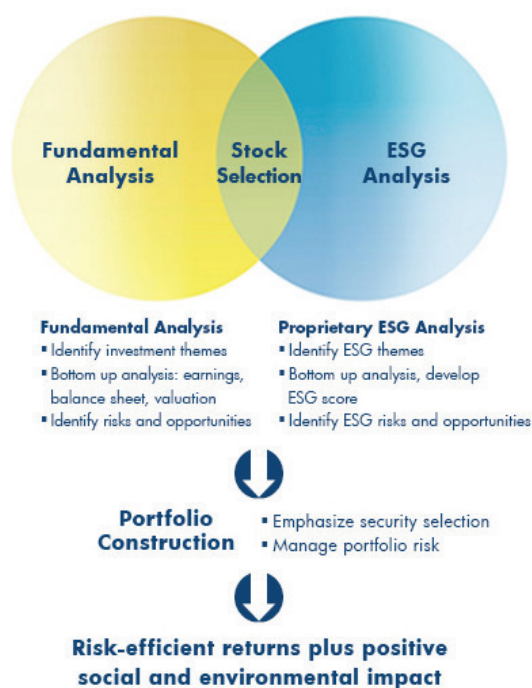 Fundamental
Analysis
Stock
Selection
ESG
Analysis
Fundamental Analysis
▪ Identify investment themes
▪ Bottom up analysis: earnings,
balance sheet, valuation
▪ Identify risks and opportunities
Proprietary ESG Analysis
▪ Identify ESG themes
▪ Bottom up analysis, develop
ESG score
▪ Identify ESG risks and opportunities
Portfolio
Construction
▪ Emphasize security selection
▪ Manage portfolio risk
Risk-efficient returns plus positive
social and environmental impact